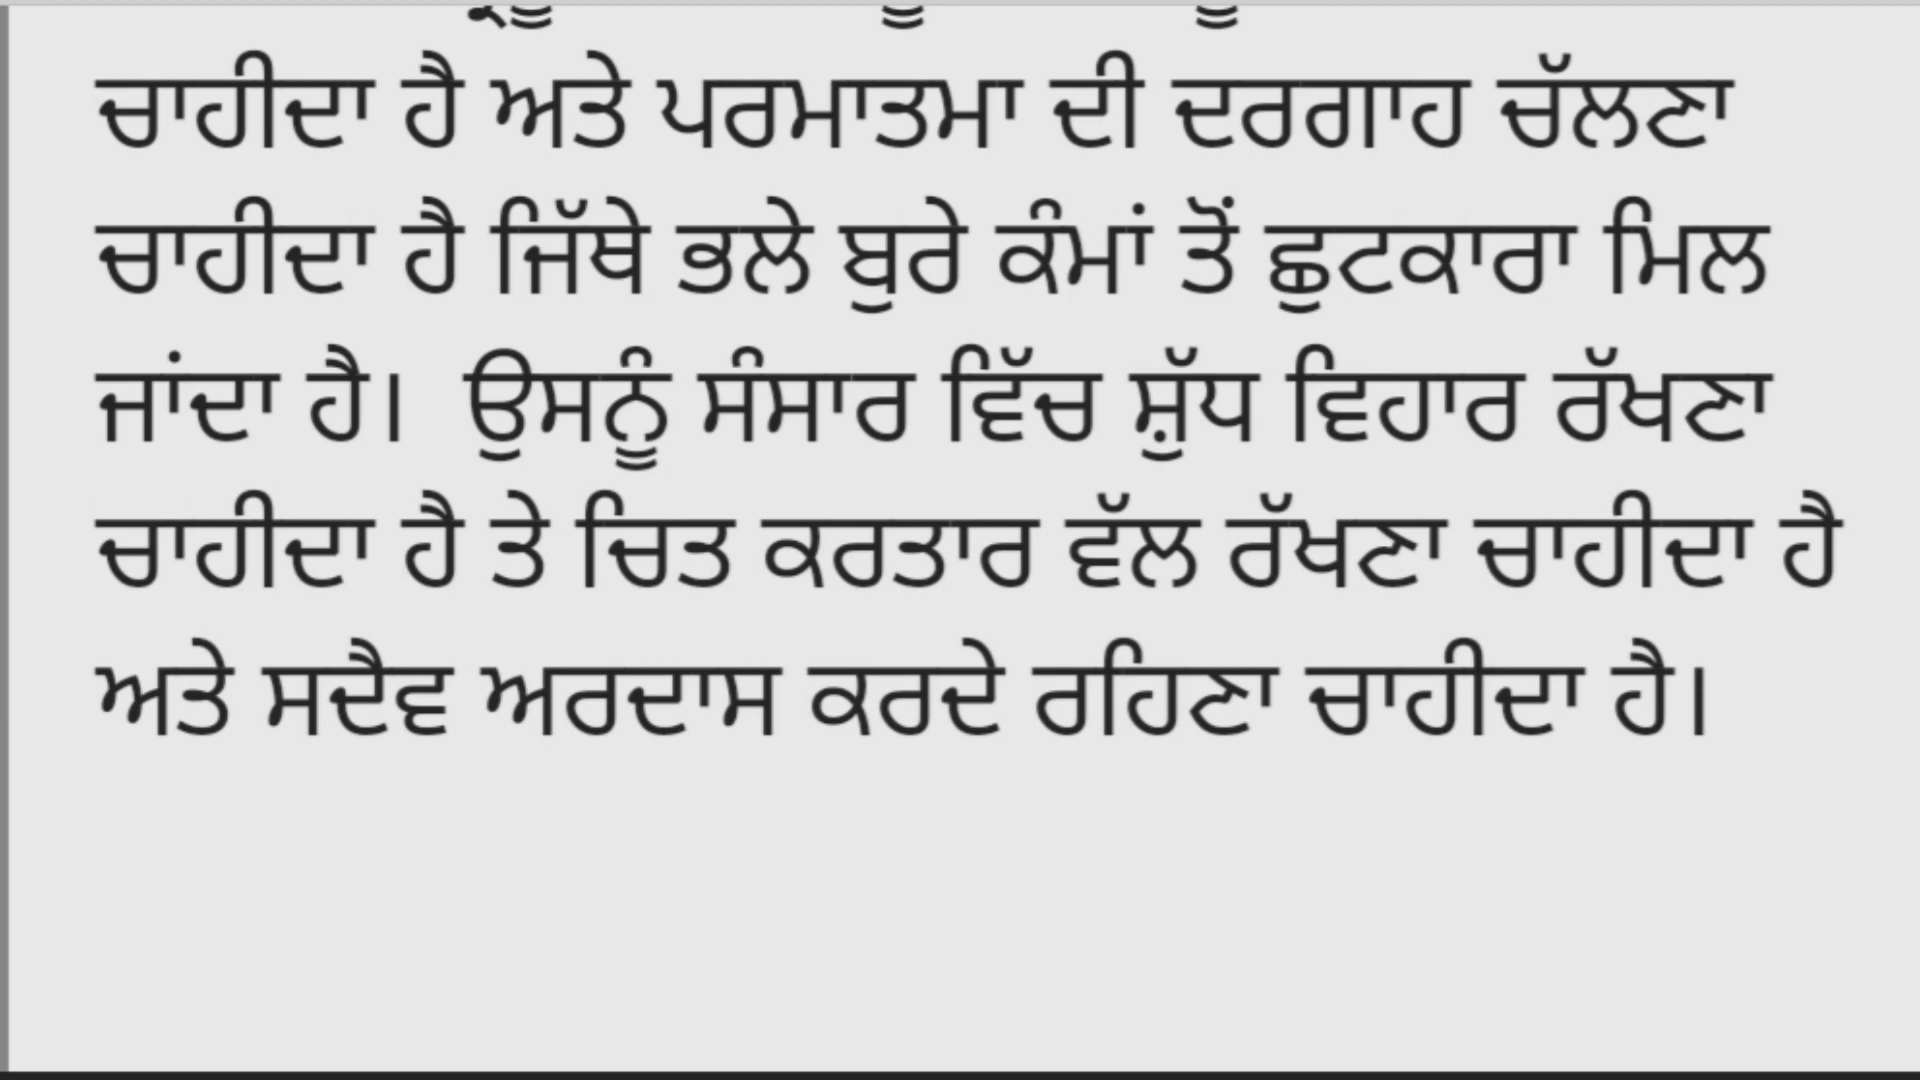 ਚਾਹੀਦਾ ਹੈ ਅਤੇ ਪਰਮਾਤਮਾ ਦੀ ਦਰਗਾਹ ਚੱਲਣਾ
ਚਾਹੀਦਾ ਹੈ ਜਿੱਥੇ ਭਲੇ ਬੁਰੇ ਕੰਮਾਂ ਤੋਂ ਛੁਟਕਾਰਾ ਮਿਲ
ਜਾਂਦਾ ਹੈ। ਉਸਨੂੰ ਸੰਸਾਰ ਵਿੱਚ ਸ਼ੁੱਧ ਵਿਹਾਰ ਰੱਖਣਾ
ਚਾਹੀਦਾ ਹੈ ਤੇ ਚਿਤ ਕਰਤਾਰ ਵੱਲ ਰੱਖਣਾ ਚਾਹੀਦਾ ਹੈ
ਅਤੇ ਸਦੈਵ ਅਰਦਾਸ ਕਰਦੇ ਰਹਿਣਾ ਚਾਹੀਦਾ ਹੈ।